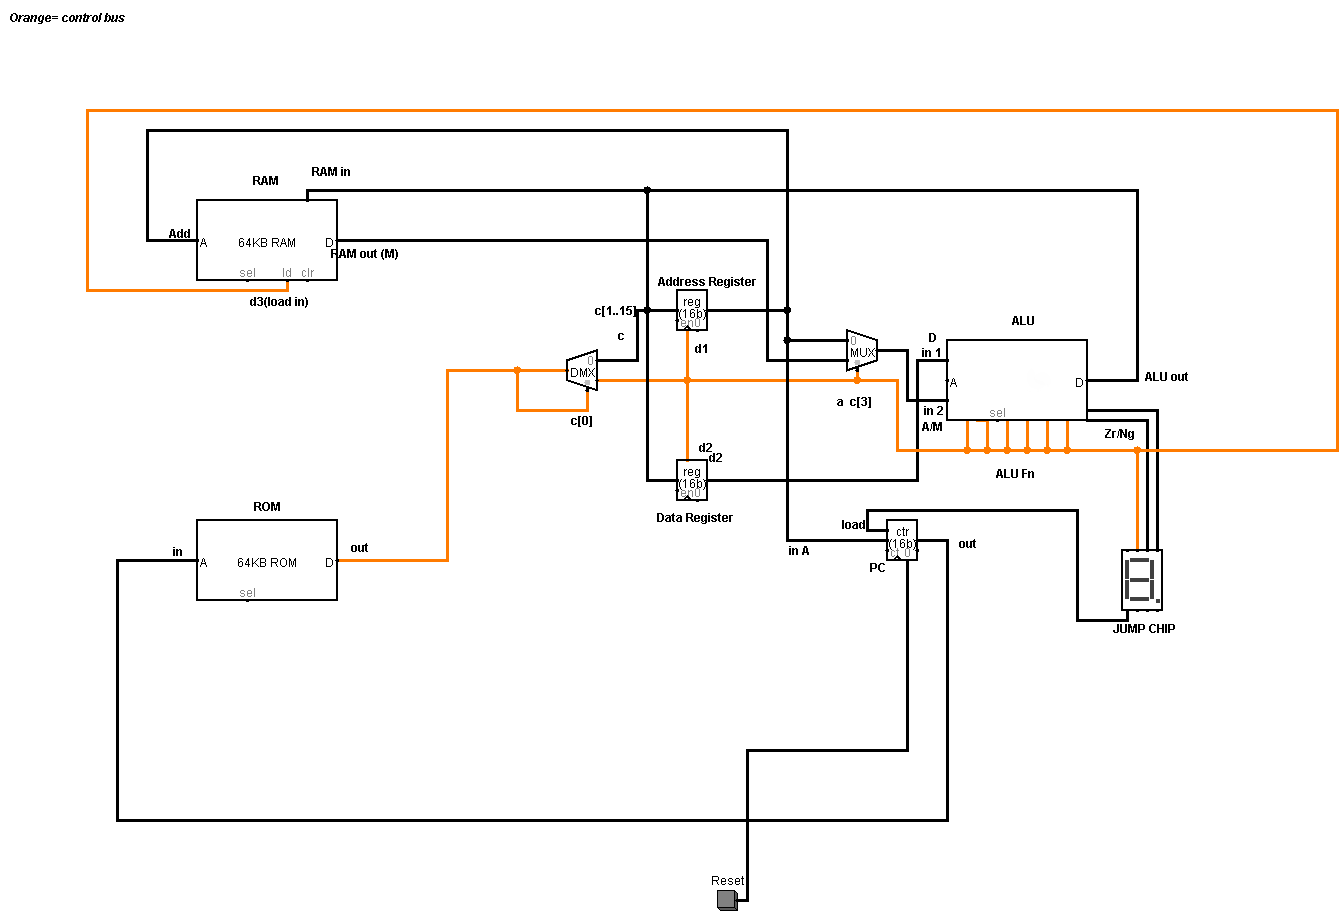 Orange= control bus
RAM in
RAM
Add
A
64KB RAM
D
RAM out (M)
sel
ld
clr
d3(load in)
Address Register
reg
(16b)
en0
c[1..15]
c
d1
0
DMX
c[0]
0
MUX
a c[3]
ALU
D
in 1
A
D
ALU out
sel
in 2
A/M
Zr/Ng
ALU Fn
d2
d2
reg
(16b)
en0
Data Register
ROM
in
out
A
64KB ROM
D
sel
load
ctr
(16b)
ct 0
in A
out
PC
JUMP CHIP
Reset